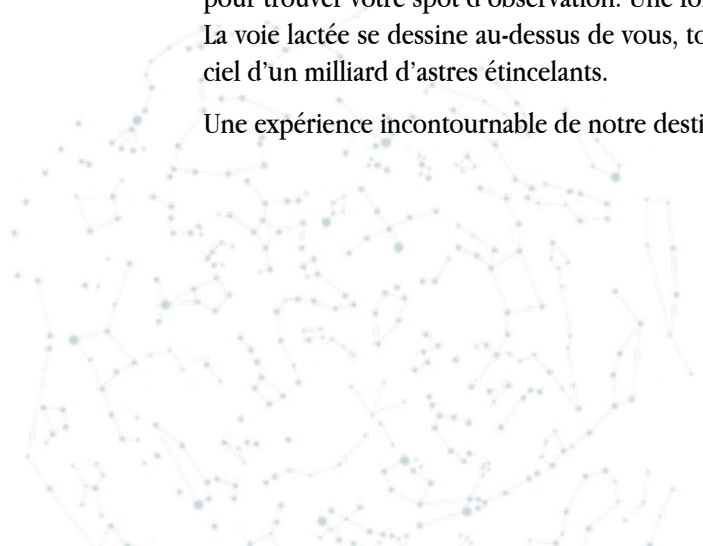 pour trouver votre spot d'observation. Une
La voie lactée se dessine au-dessus de vous,
ciel d'un milliard d'astres étincelants.
Une expérience incontournable de notre